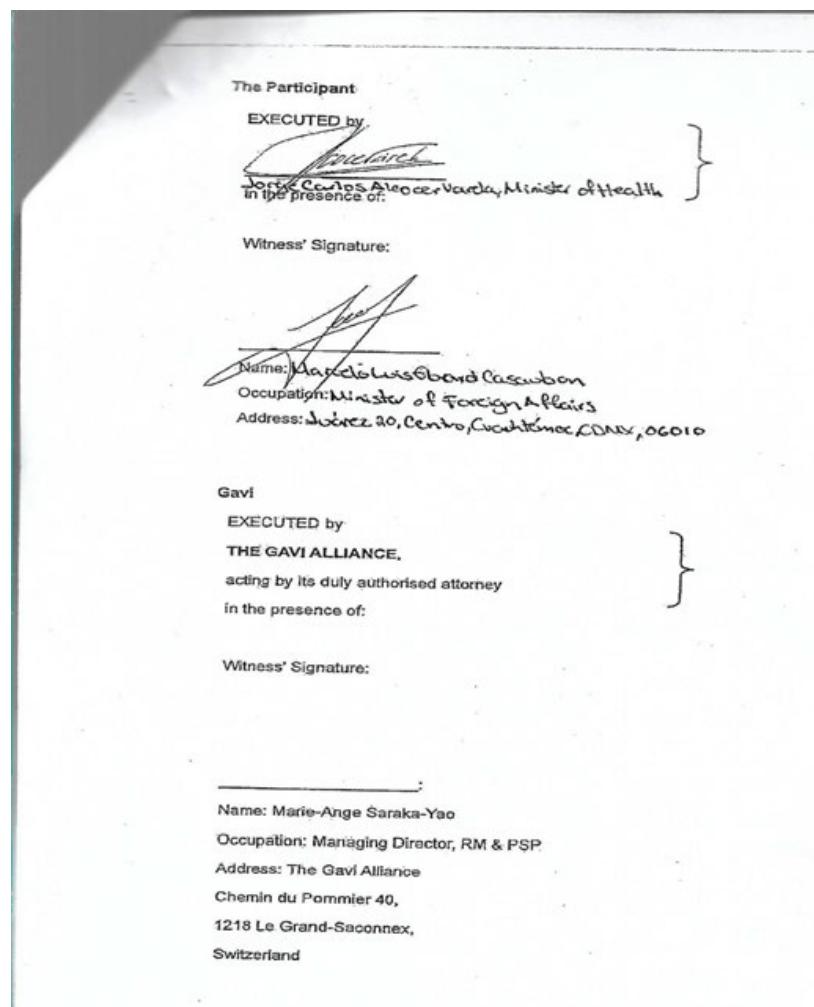 The Participant
EXECUTED by
Jorge Carlos Alcocer Varela, Minister of Health
in the presence of:
Witness' Signature:
Name: Marcelo Luis Ebrard Casaubon
Occupation: Minister of Foreign Affairs
Address: Juárez 20, Centro, Cuauhtémoc, CDMX, 06010
Gavi
EXECUTED by
THE GAVI ALLIANCE,
acting by its duly authorised attorney
in the presence of:
Witness' Signature:
Name: Marie-Ange Saraka-Yao
Occupation: Managing Director, RM & PSP
Address: The Gavi Alliance
Chemin du Pommier 40,
1218 Le Grand-Saconnex,
Switzerland